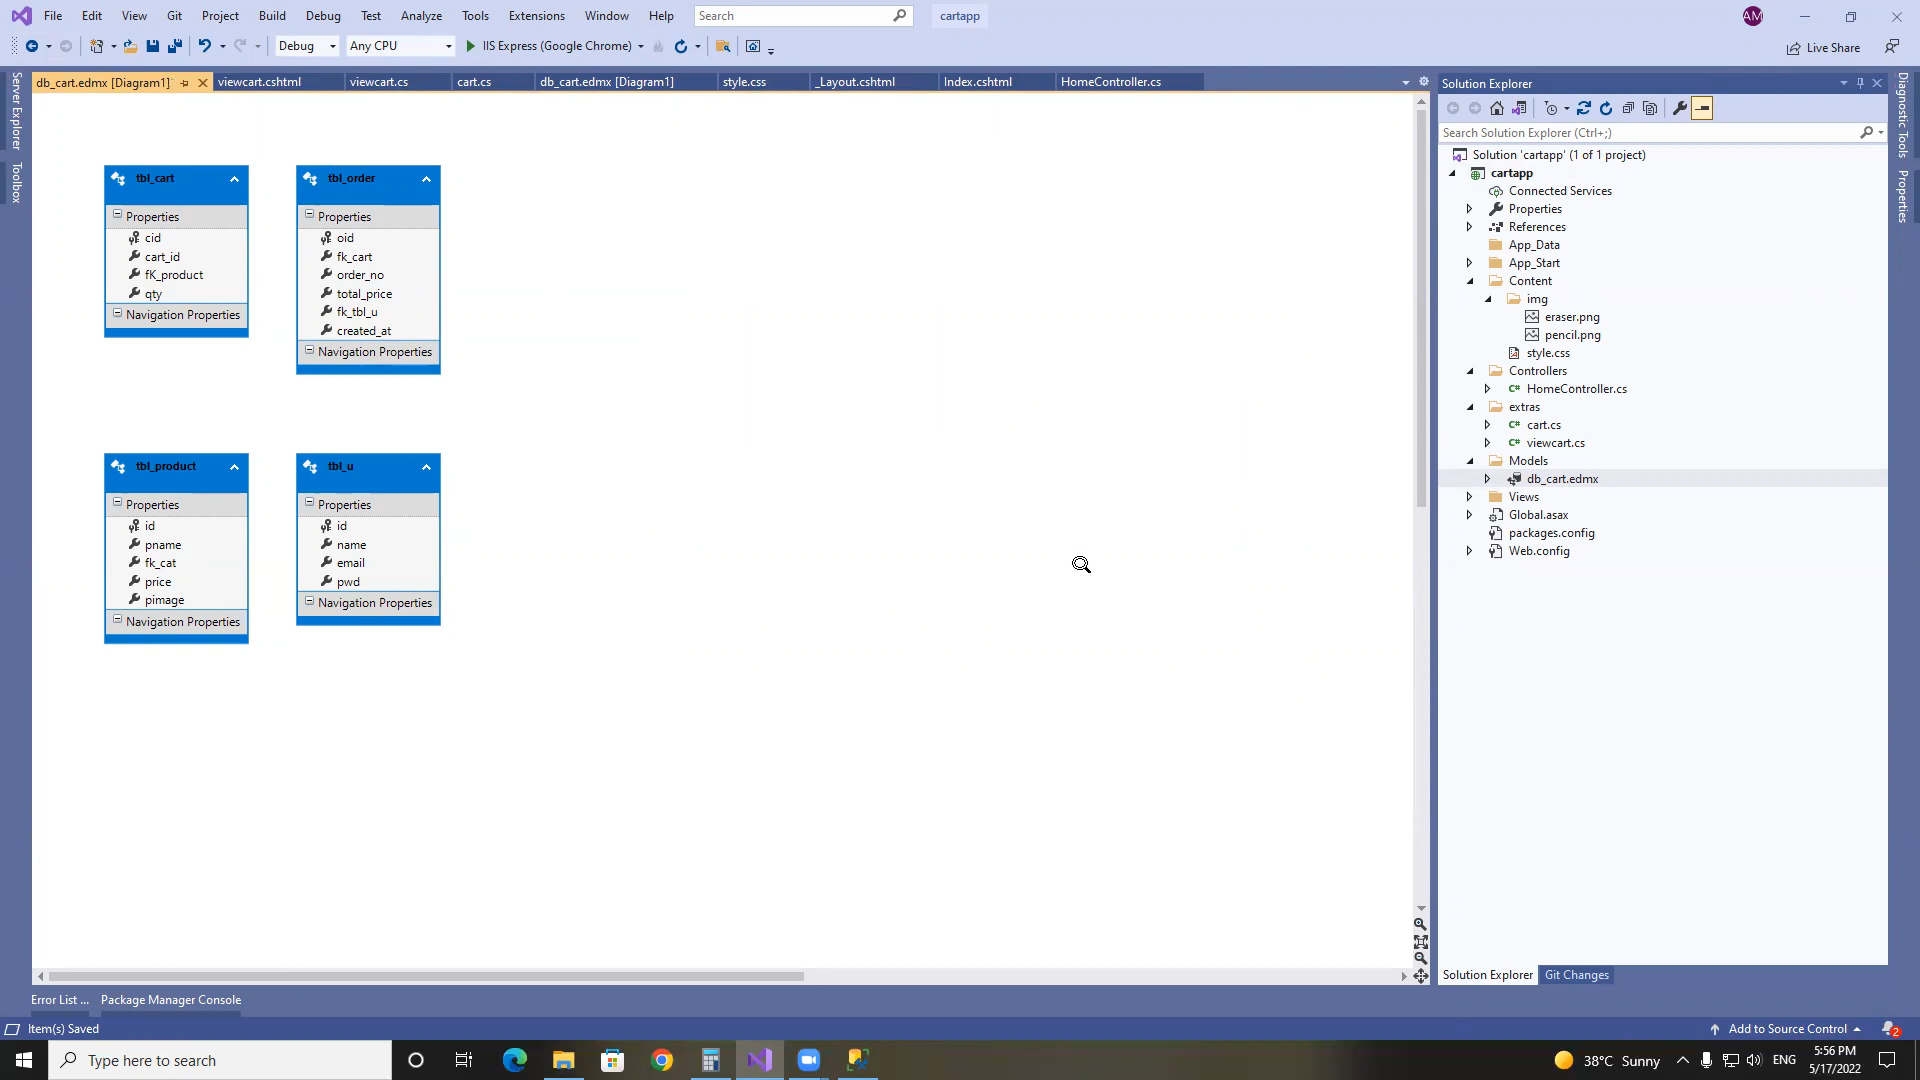 File Edit View Git Project Build Debug Test Analyze Tools Extensions Window Help Search cartapp AM
Debug Any CPU IIS Express (Google Chrome) Live Share
db_cart.edmx [Diagram1]* viewcart.cshtml viewcart.cs cart.cs db_cart.edmx [Diagram1] style.css _Layout.cshtml Index.cshtml HomeController.cs
Server Explorer
Toolbox
tbl_cart
Properties
cid
cart_id
fK_product
qty
Navigation Properties
tbl_order
Properties
oid
fk_cart
order_no
total_price
fk_tbl_u
created_at
Navigation Properties
tbl_product
Properties
id
pname
fk_cat
price
pimage
Navigation Properties
tbl_u
Properties
id
name
email
pwd
Navigation Properties
Solution Explorer
Search Solution Explorer (Ctrl+;)
Solution 'cartapp' (1 of 1 project)
cartapp
Connected Services
Properties
References
App_Data
App_Start
Content
img
eraser.png
pencil.png
style.css
Controllers
HomeController.cs
extras
cart.cs
viewcart.cs
Models
db_cart.edmx
Views
Global.asax
packages.config
Web.config
Solution Explorer Git Changes
Diagnostic Tools
Properties
Error List ... Package Manager Console
Item(s) Saved Add to Source Control 2
Type here to search 38°C Sunny ENG 5:56 PM
5/17/2022